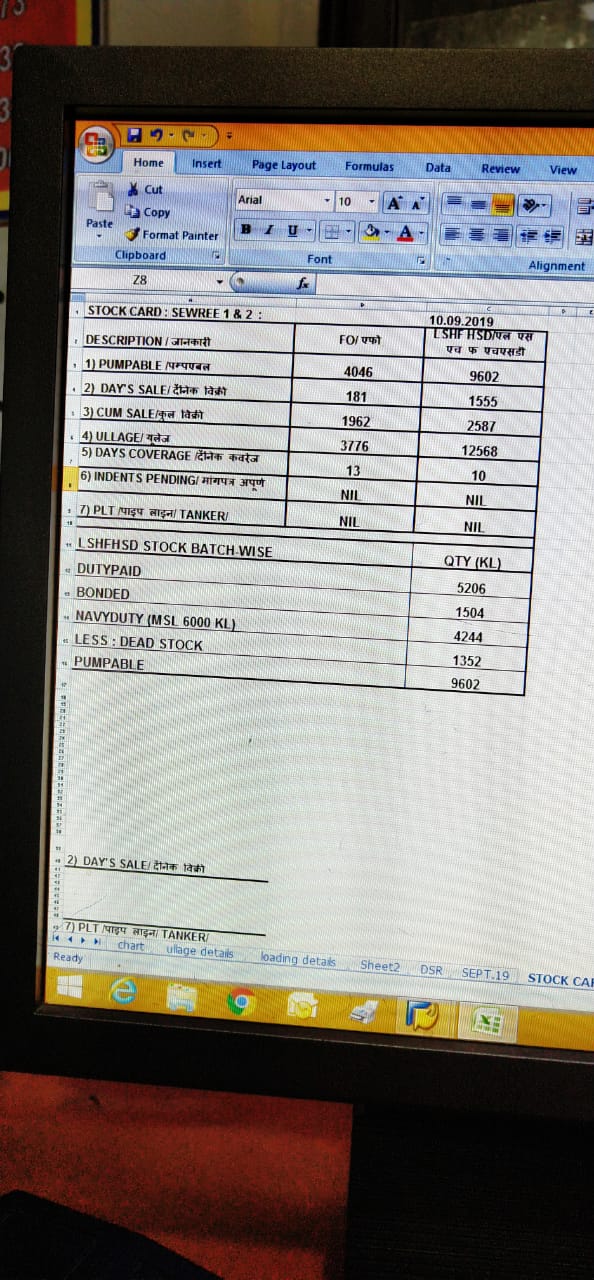 Home Insert Page Layout Formulas Data Review View
Cut
Copy
Format Painter
Paste
Clipboard
Arial 10
B I U
Font
Alignment
Z8 fx
STOCK CARD : SEWREE 1 & 2 : 10.09.2019
DESCRIPTION / जानकारी FO/ एफो LSHF HSD/एल एस एच फ एचएसडी
1) PUMPABLE /पम्पएबल 4046 9602
2) DAY'S SALE/ दैनिक विक्री 181 1555
3) CUM SALE/कुल विक्री 1962 2587
4) ULLAGE/ यूलेज 3776 12568
5) DAYS COVERAGE /दैनिक कवरेज 13 10
6) INDENTS PENDING/ मांगपत्र अपूर्ण NIL NIL
7) PLT /पाइप लाइन/ TANKER/ NIL NIL
LSHFHSD STOCK BATCH-WISE QTY (KL)
DUTYPAID 5206
BONDED 1504
NAVYDUTY (MSL 6000 KL) 4244
LESS : DEAD STOCK 1352
PUMPABLE 9602
2) DAY'S SALE/ दैनिक विक्री
7) PLT /पाइप लाइन/ TANKER/
chart ullage details loading details Sheet2 DSR SEPT.19 STOCK CAR
Ready